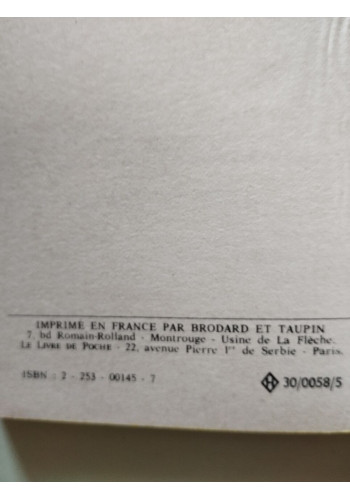 IMPRIMÉ EN FRANCE PAR BRODARD ET TAUPIN
7, bd Romain-Rolland - Montrouge - Usine de La Flèche.
LE LIVRE DE POCHE - 22, avenue Pierre Iᵉʳ de Serbie - Paris.
ISBN : 2 - 253 - 00145 - 7
H 30/0058/5